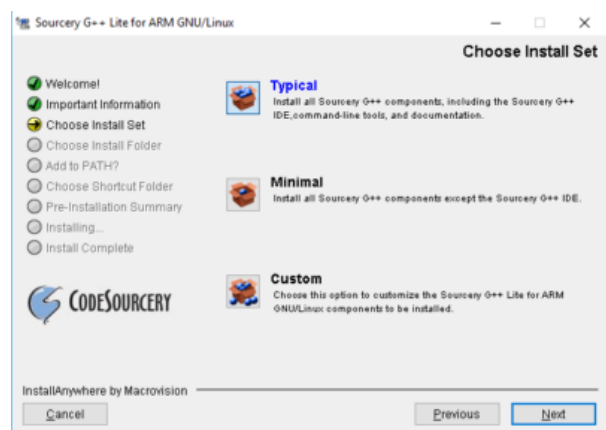 Sourcery G++ Lite for ARM GNU/Linux
Choose Install Set
Welcome!
Important Information
Choose Install Set
Choose Install Folder
Add to PATH?
Choose Shortcut Folder
Pre-Installation Summary
Installing...
Install Complete
Typical
Install all Sourcery G++ components, including the Sourcery G++
IDE,command-line tools, and documentation.
Minimal
Install all Sourcery G++ components except the Sourcery G++ IDE.
Custom
Choose this option to customize the Sourcery G++ Lite for ARM
GNU/Linux components to be installed.
CODESOURCERY
InstallAnywhere by Macrovision
Cancel
Previous
Next